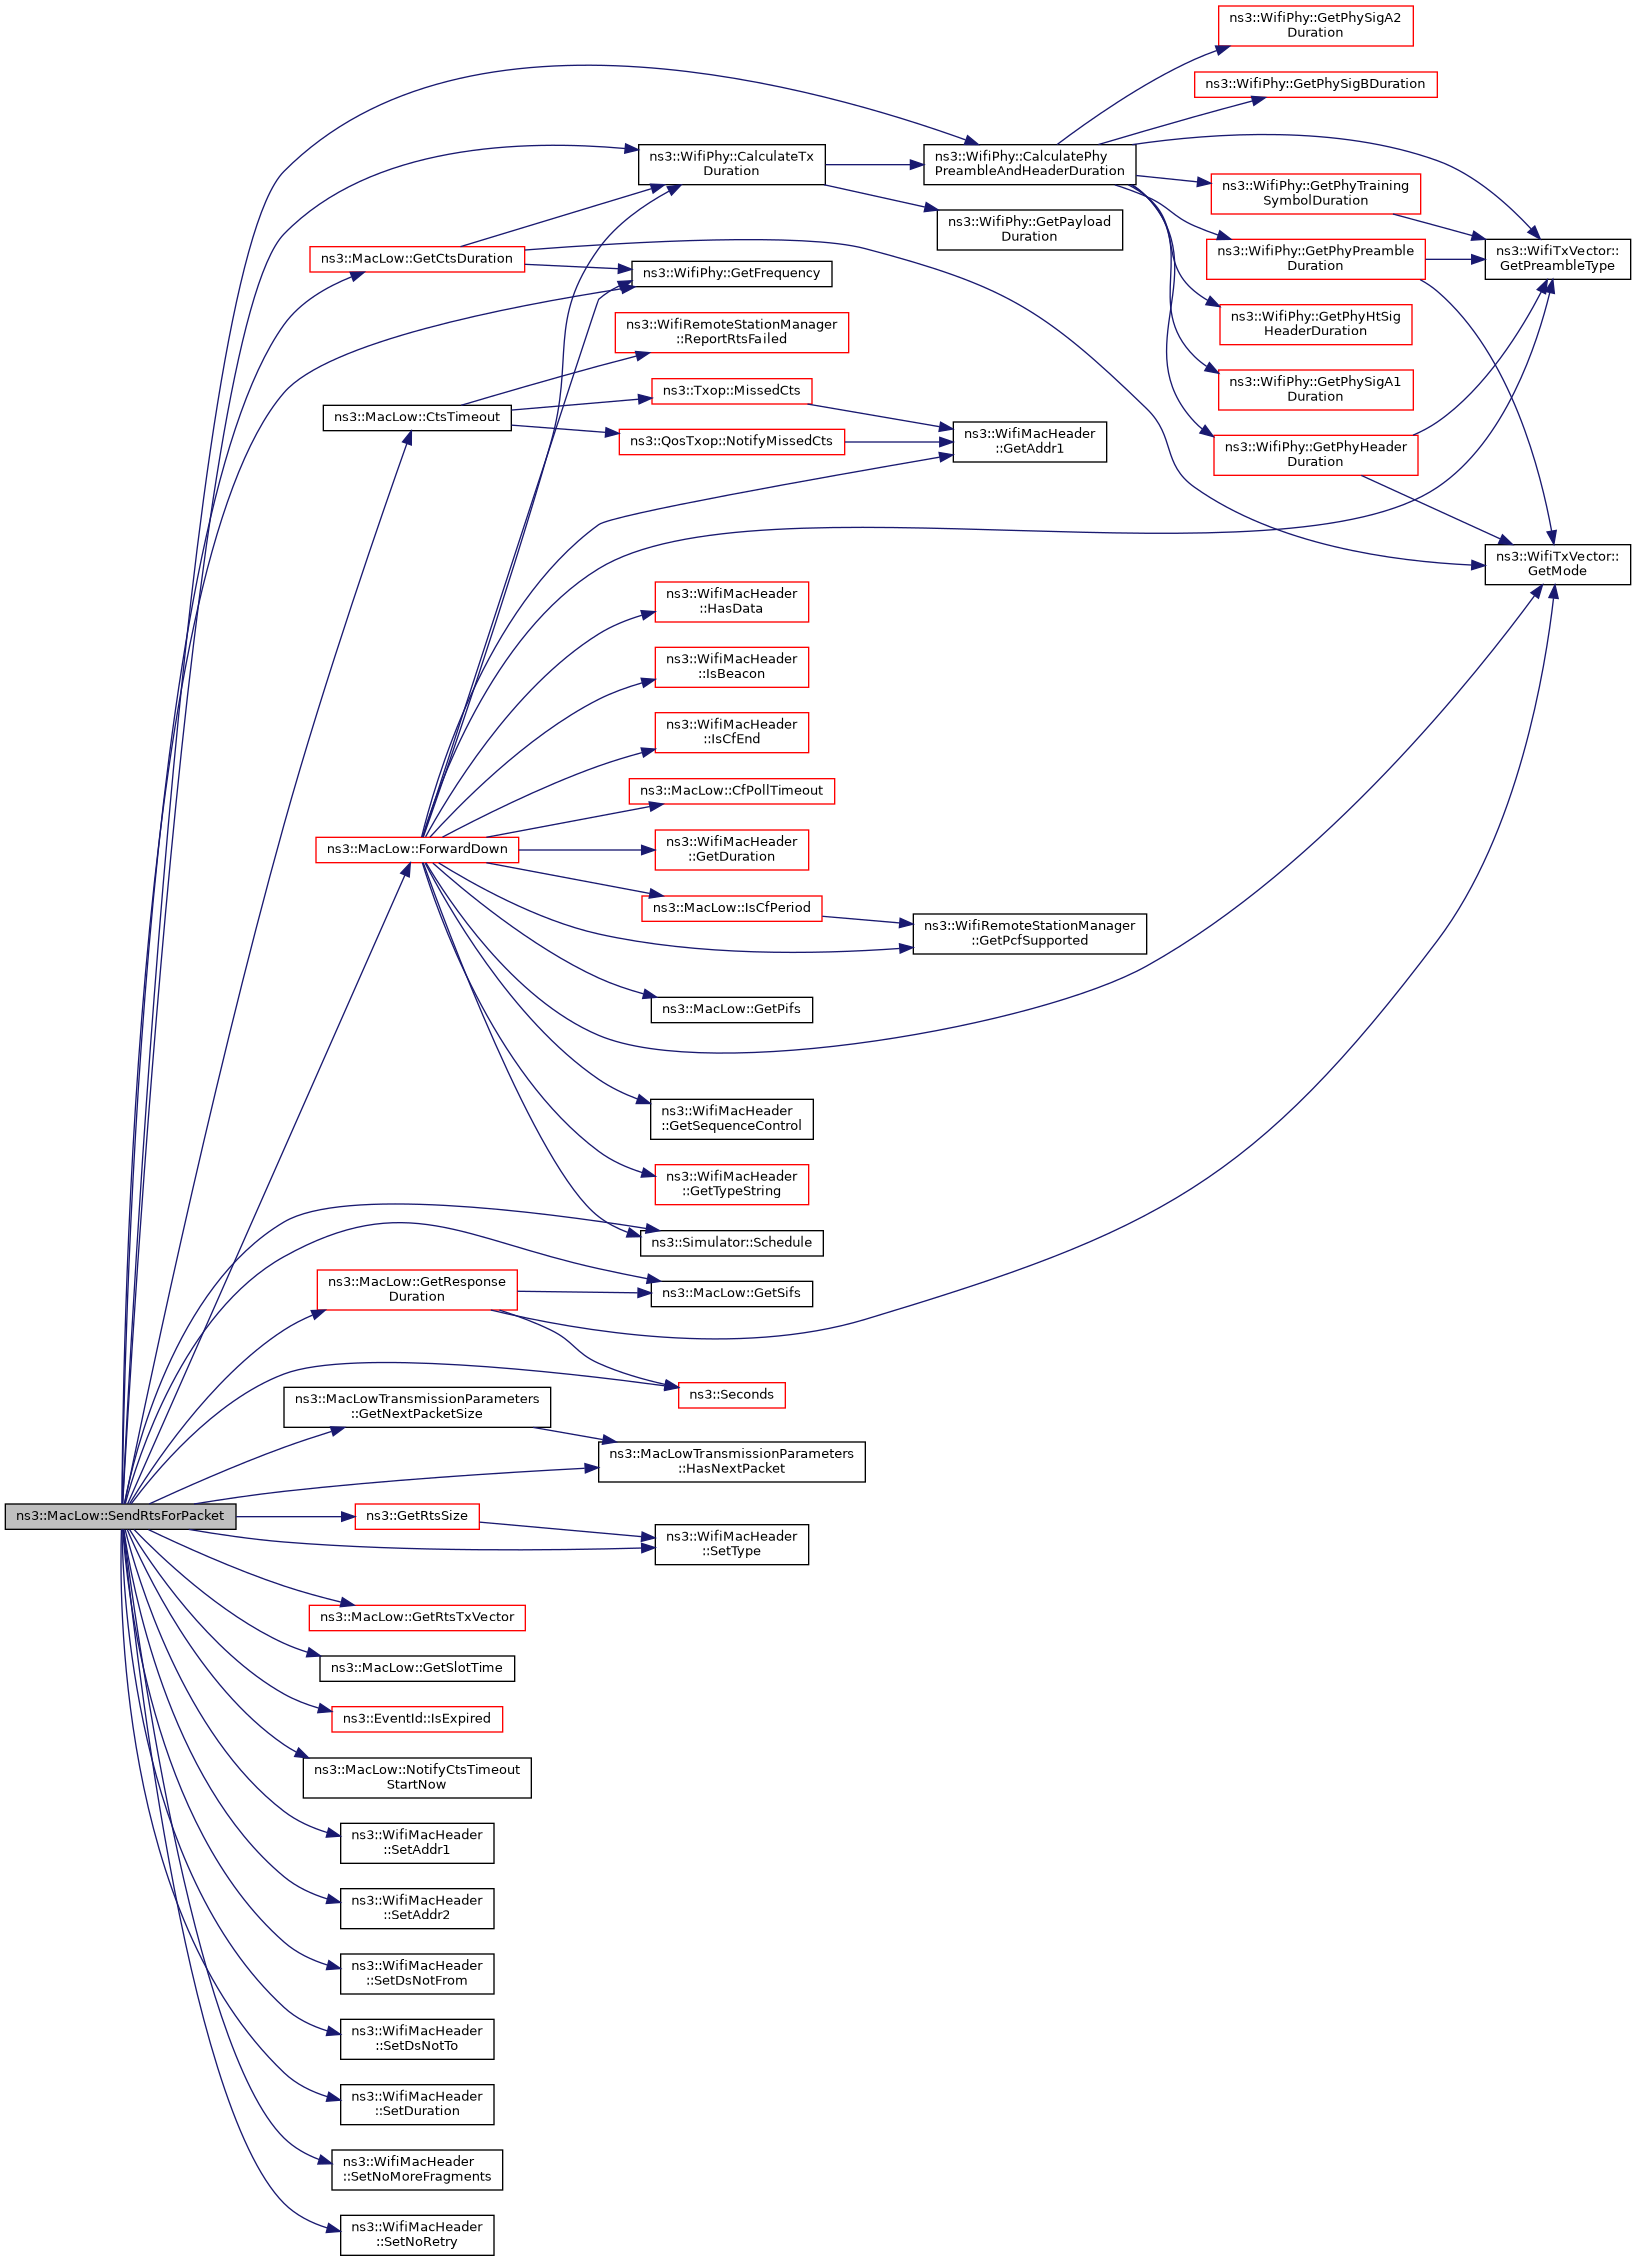 ns3::WifiPhy::GetPhySigA2
Duration
ns3::WifiPhy::GetPhySigBDuration
ns3::WifiPhy::CalculateTx
Duration
ns3::WifiPhy::CalculatePhy
PreambleAndHeaderDuration
ns3::WifiPhy::GetPhyTraining
SymbolDuration
ns3::WifiPhy::GetPayload
Duration
ns3::WifiPhy::GetPhyPreamble
Duration
ns3::WifiTxVector::
GetPreambleType
ns3::MacLow::GetCtsDuration
ns3::WifiPhy::GetFrequency
ns3::WifiRemoteStationManager
::ReportRtsFailed
ns3::WifiPhy::GetPhyHtSig
HeaderDuration
ns3::Txop::MissedCts
ns3::WifiPhy::GetPhySigA1
Duration
ns3::MacLow::CtsTimeout
ns3::QosTxop::NotifyMissedCts
ns3::WifiMacHeader
::GetAddr1
ns3::WifiPhy::GetPhyHeader
Duration
ns3::WifiTxVector::
GetMode
ns3::WifiMacHeader
::HasData
ns3::WifiMacHeader
::IsBeacon
ns3::WifiMacHeader
::IsCfEnd
ns3::MacLow::CfPollTimeout
ns3::MacLow::ForwardDown
ns3::WifiMacHeader
::GetDuration
ns3::MacLow::IsCfPeriod
ns3::WifiRemoteStationManager
::GetPcfSupported
ns3::MacLow::GetPifs
ns3::WifiMacHeader
::GetSequenceControl
ns3::WifiMacHeader
::GetTypeString
ns3::Simulator::Schedule
ns3::MacLow::GetResponse
Duration
ns3::MacLow::GetSifs
ns3::Seconds
ns3::MacLowTransmissionParameters
::GetNextPacketSize
ns3::MacLowTransmissionParameters
::HasNextPacket
ns3::MacLow::SendRtsForPacket
ns3::GetRtsSize
ns3::WifiMacHeader
::SetType
ns3::MacLow::GetRtsTxVector
ns3::MacLow::GetSlotTime
ns3::EventId::IsExpired
ns3::MacLow::NotifyCtsTimeout
StartNow
ns3::WifiMacHeader
::SetAddr1
ns3::WifiMacHeader
::SetAddr2
ns3::WifiMacHeader
::SetDsNotFrom
ns3::WifiMacHeader
::SetDsNotTo
ns3::WifiMacHeader
::SetDuration
ns3::WifiMacHeader
::SetNoMoreFragments
ns3::WifiMacHeader
::SetNoRetry